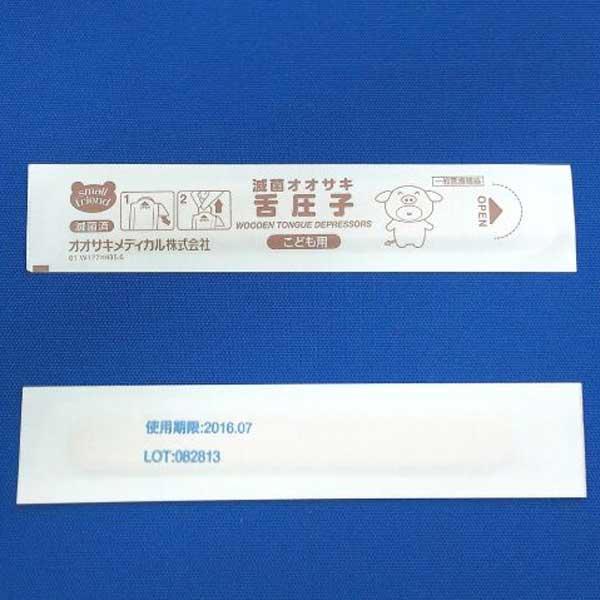 small
friend
滅菌済
1
2
オオサキメディカル株式会社
滅菌オオサキ
舌圧子
WOODEN TONGUE DEPRESSORS
こども用
一般医療機器
OPEN
使用期限:2016.07
LOT:082813